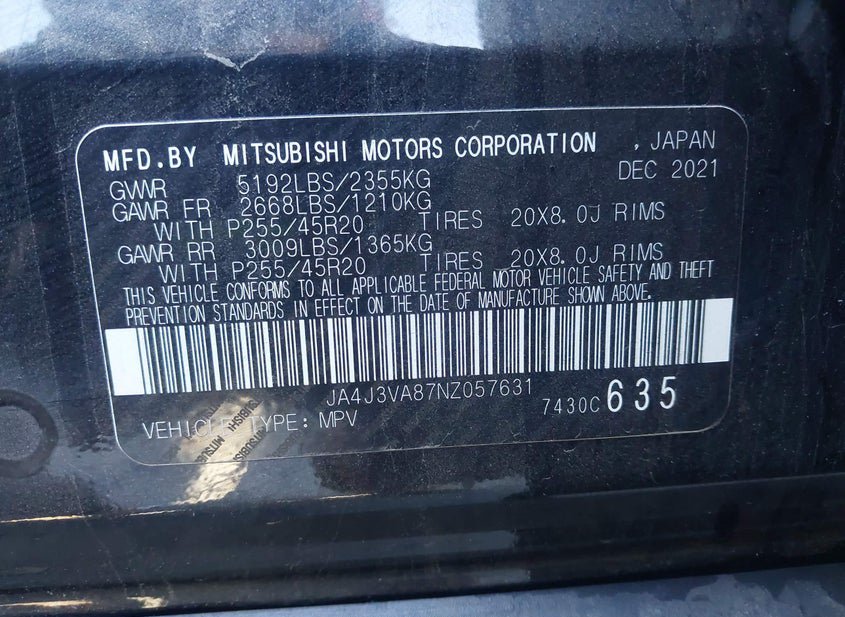 MFD.BY MITSUBISHI MOTORS CORPORATION , JAPAN
GWWR 5192LBS/2355KG DEC 2021
GAWR FR 2668LBS/1210KG
WITH P255/45R20 TIRES 20X8.0J RIMS
GAWR RR 3009LBS/1365KG
WITH P255/45R20 TIRES 20X8.0J RIMS
THIS VEHICLE CONFORMS TO ALL APPLICABLE FEDERAL MOTOR VEHICLE SAFETY AND THEFT
PREVENTION STANDARDS IN EFFECT ON THE DATE OF MANUFACTURE SHOWN ABOVE.
JA4J3VA87NZ057631
7430C 635
VEHICLE TYPE: MPV
MITSUBISHI